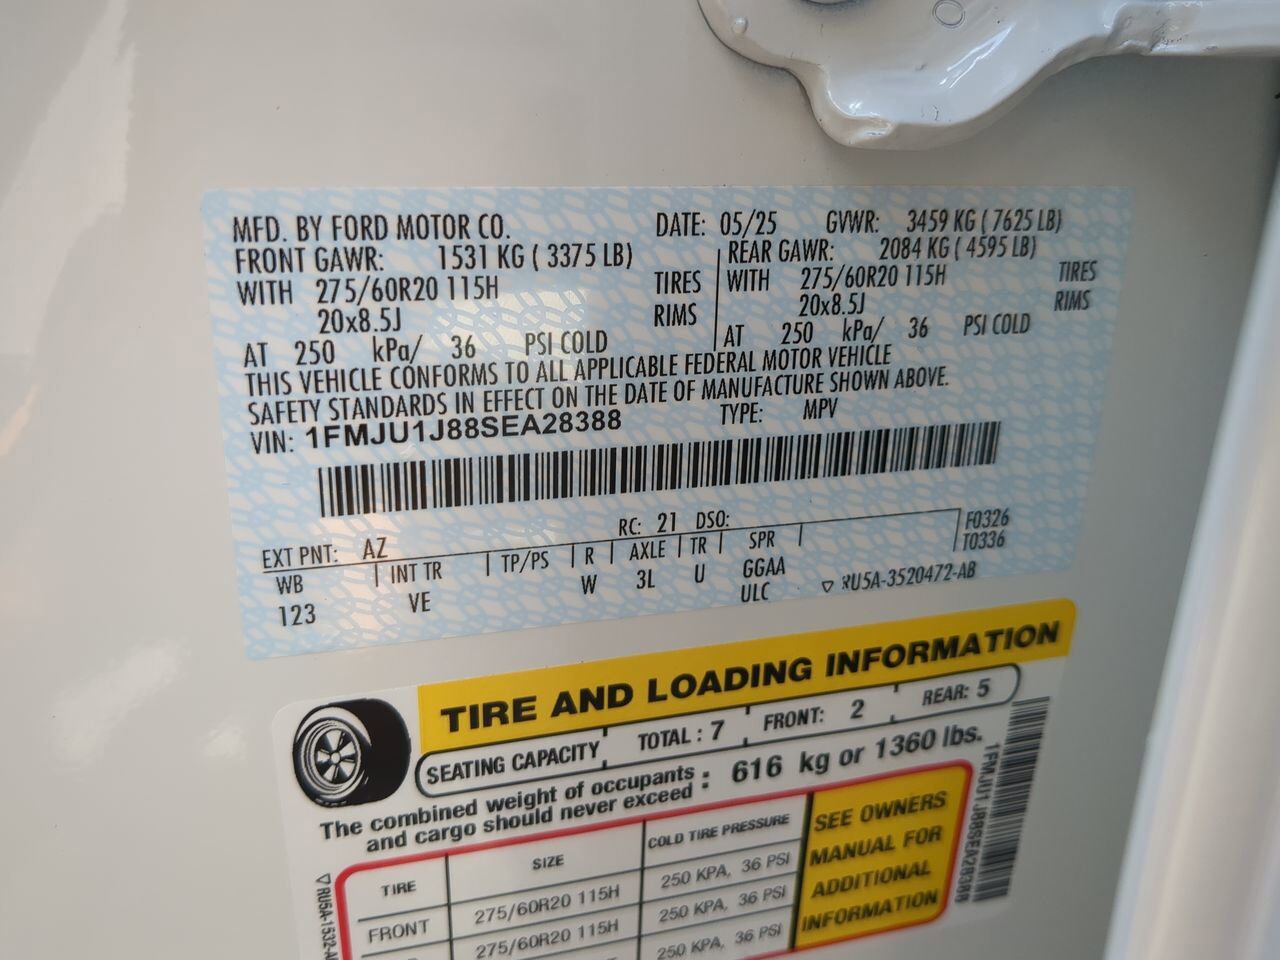 MFD. BY FORD MOTOR CO. DATE: 05/25 GVWR: 3459 KG ( 7625 LB)
FRONT GAWR: 1531 KG ( 3375 LB) REAR GAWR: 2084 KG ( 4595 LB)
WITH 275/60R20 115H TIRES WITH 275/60R20 115H TIRES
20x8.5J RIMS 20x8.5J RIMS
AT 250 kPa/ 36 PSI COLD AT 250 kPa/ 36 PSI COLD
THIS VEHICLE CONFORMS TO ALL APPLICABLE FEDERAL MOTOR VEHICLE
SAFETY STANDARDS IN EFFECT ON THE DATE OF MANUFACTURE SHOWN ABOVE.
VIN: 1FMJU1J88SEA28388 TYPE: MPV
EXT PNT: AZ RC: 21 DSO: F0326
WB INT TR TP/PS R AXLE TR SPR T0336
123 VE W 3L U GGAA RU5A-3520472-AB
ULC
TIRE AND LOADING INFORMATION
SEATING CAPACITY TOTAL : 7 FRONT: 2 REAR: 5
The combined weight of occupants : 616 kg or 1360 lbs.
and cargo should never exceed :
TIRE SIZE COLD TIRE PRESSURE
FRONT 275/60R20 115H 250 KPA, 36 PSI
275/60R20 115H 250 KPA, 36 PSI
250 KPA, 36 PSI
SEE OWNERS
MANUAL FOR
ADDITIONAL
INFORMATION
1FMJU1J88SEA28388